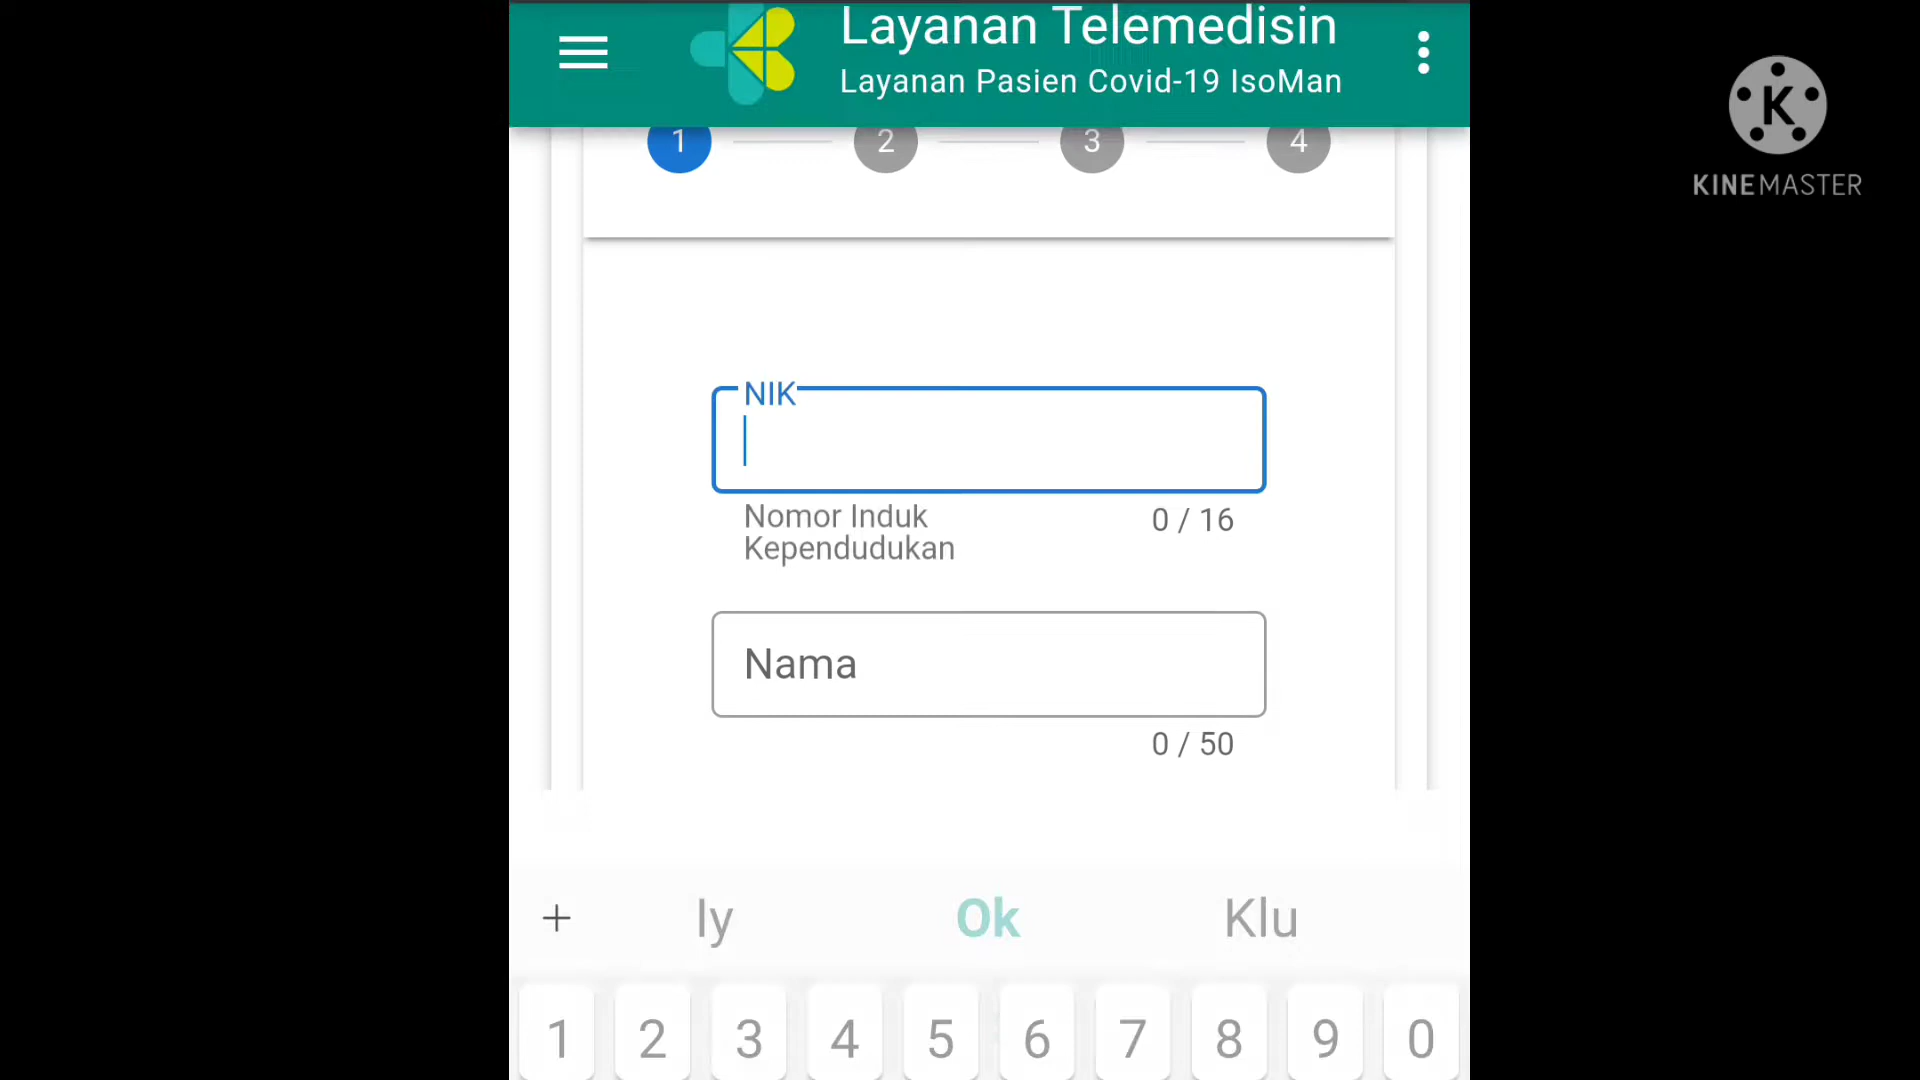 Layanan Telemedisin
Layanan Pasien Covid-19 IsoMan
K
KINEMASTER
1 2 3 4
NIK
Nomor Induk 0 / 16
Kependudukan
Nama
0 / 50
+ Iy Ok Klu
1 2 3 4 5 6 7 8 9 0